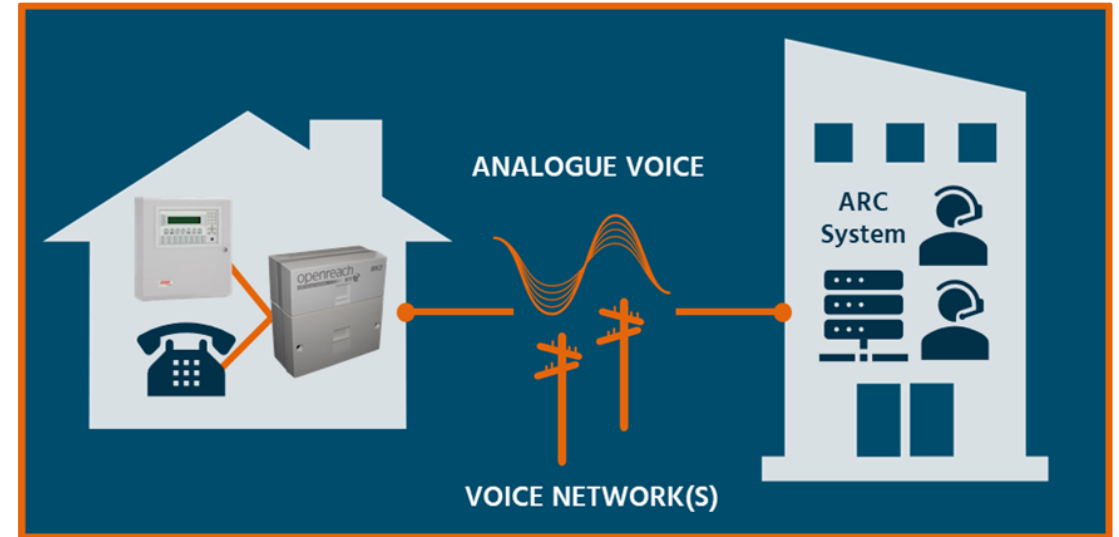 ANALOGUE VOICE
openreach
ARC
System
VOICE NETWORK(S)